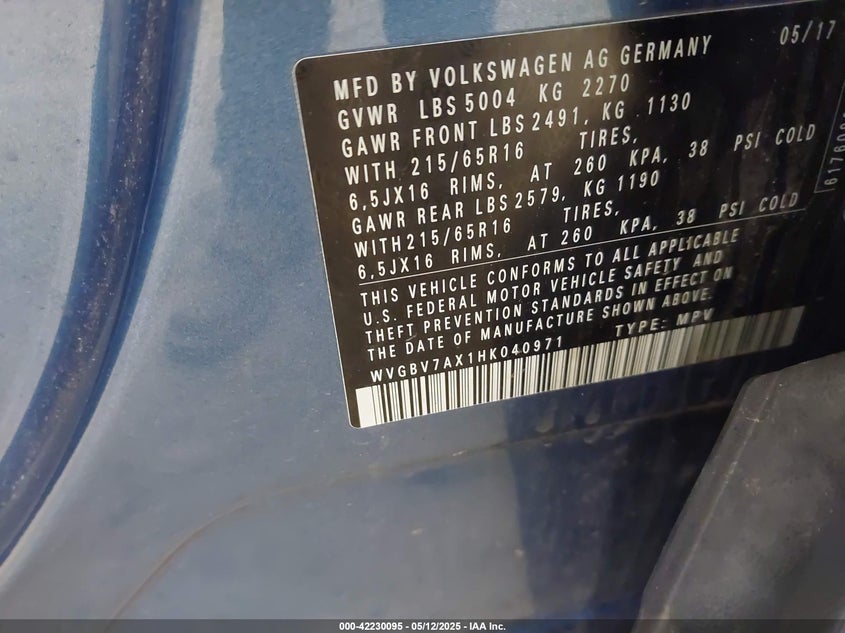 05/17
MFD BY VOLKSWAGEN AG GERMANY
GVWR LBS 5004 KG 2270
GAWR FRONT LBS 2491, KG 1130
WITH 215/65R16 TIRES,
6,5JX16 RIMS, AT 260 KPA, 38 PSI COLD
GAWR REAR LBS 2579, KG 1190
WITH 215/65R16 TIRES,
6,5JX16 RIMS, AT 260 KPA, 38 PSI COLD
THIS VEHICLE CONFORMS TO ALL APPLICABLE
U.S. FEDERAL MOTOR VEHICLE SAFETY AND
THEFT PREVENTION STANDARDS IN EFFECT ON
THE DATE OF MANUFACTURE SHOWN ABOVE.
WVGBV7AX1HK040971 TYPE: MPV
000-42230095 - 05/12/2025 - IAA Inc.